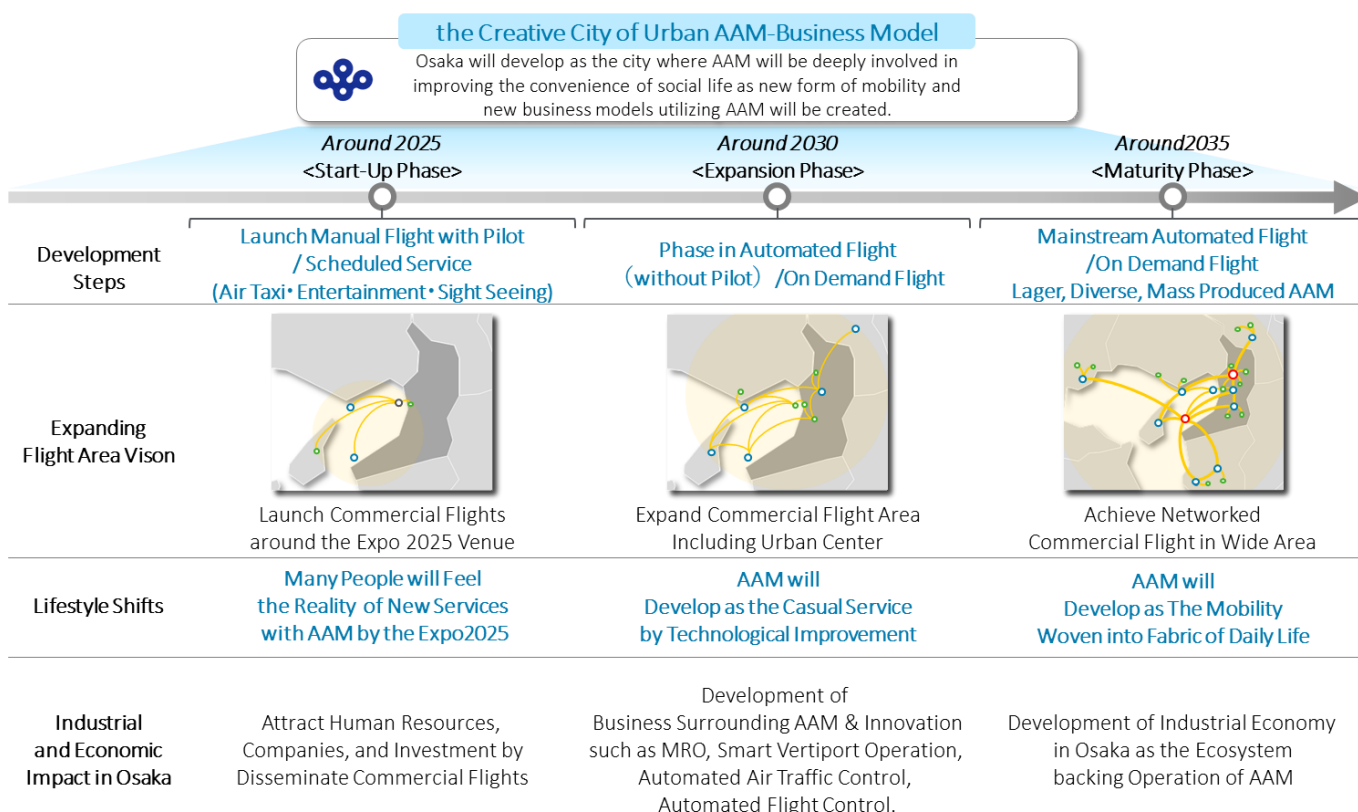 the Creative City of Urban AAM-Business Model
Osaka will develop as the city where AAM will be deeply involved in
improving the convenience of social life as new form of mobility and
new business models utilizing AAM will be created.
Around 2025
<Start-Up Phase>
Around 2030
<Expansion Phase>
Around2035
<Maturity Phase>
Development
Steps
Launch Manual Flight with Pilot
/ Scheduled Service
(Air Taxi・Entertainment・Sight Seeing)
Phase in Automated Flight
（without Pilot）/On Demand Flight
Mainstream Automated Flight
/On Demand Flight
Lager, Diverse, Mass Produced AAM
Expanding
Flight Area Vison
Launch Commercial Flights
around the Expo 2025 Venue
Expand Commercial Flight Area
Including Urban Center
Achieve Networked
Commercial Flight in Wide Area
Lifestyle Shifts
Many People will Feel
the Reality of New Services
with AAM by the Expo2025
AAM will
Develop as the Casual Service
by Technological Improvement
AAM will
Develop as The Mobility
Woven into Fabric of Daily Life
Industrial
and Economic
Impact in Osaka
Attract Human Resources,
Companies, and Investment by
Disseminate Commercial Flights
Development of
Business Surrounding AAM & Innovation
such as MRO, Smart Vertiport Operation,
Automated Air Traffic Control,
Automated Flight Control.
Development of Industrial Economy
in Osaka as the Ecosystem
backing Operation of AAM